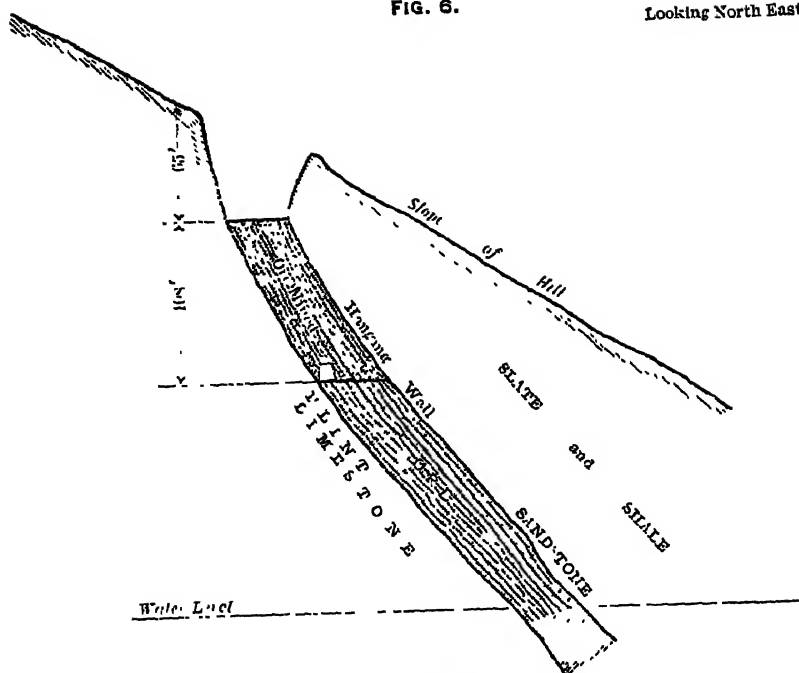 FIG. 6.
Looking North East
Slope of Hill
Hanging Wall
SLATE and SHALE
FLINT
LIMESTONE
SANDSTONE
Water Level